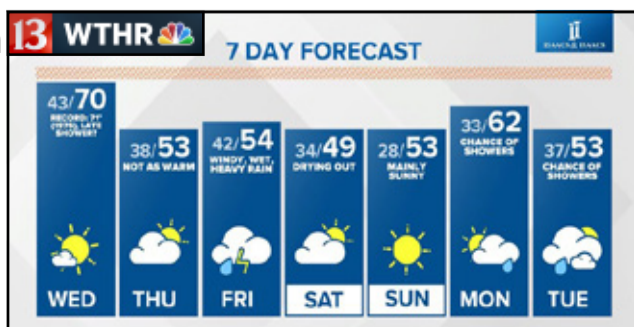 13 WTHR
7 DAY FORECAST
43/70
RECORD: 71°
(1976), LATE
SHOWER?
WED
38/53
NOT AS WARM
THU
42/54
WINDY, WET,
HEAVY RAIN
FRI
34/49
DRYING OUT
SAT
28/53
MAINLY
SUNNY
SUN
33/62
CHANCE OF
SHOWERS
MON
37/53
CHANCE OF
SHOWERS
TUE